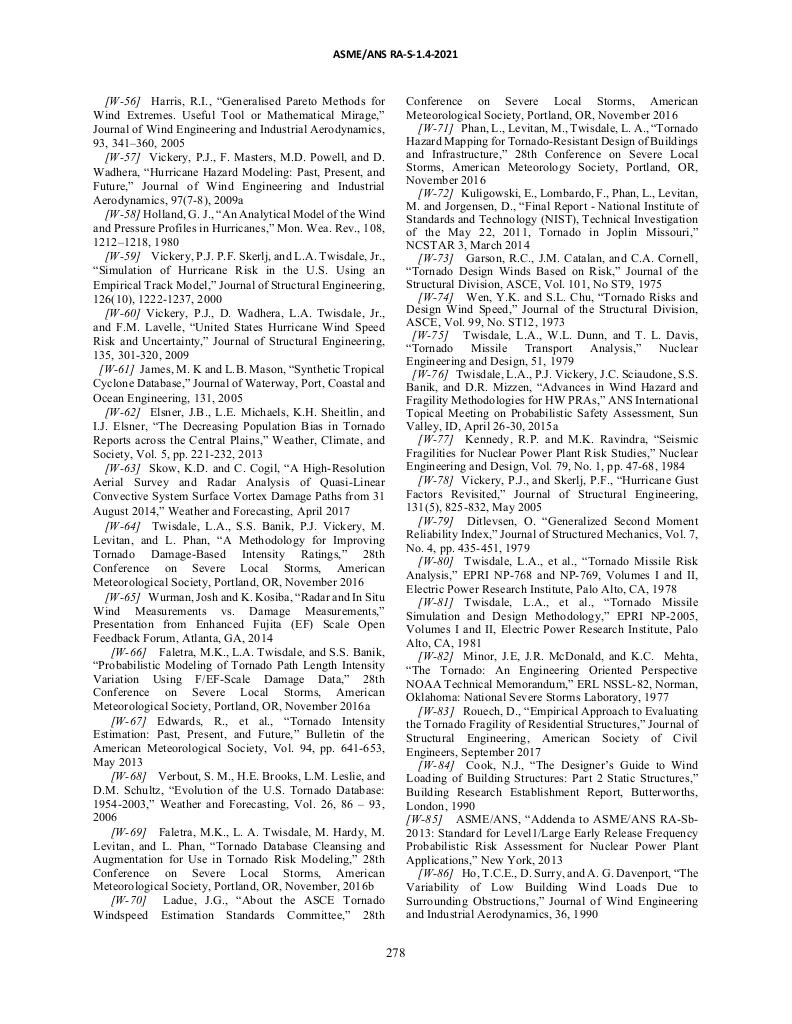 ASME/ANS RA-S-1.4-2021
[W-56] Harris, R.I., “Generalised Pareto Methods for
Wind Extremes. Useful Tool or Mathematical Mirage,”
Journal of Wind Engineering and Industrial Aerodynamics,
93, 341–360, 2005
[W-57] Vickery, P.J., F. Masters, M.D. Powell, and D.
Wadhera, “Hurricane Hazard Modeling: Past, Present, and
Future,” Journal of Wind Engineering and Industrial
Aerodynamics, 97(7-8), 2009a
[W-58] Holland, G. J., “An Analytical Model of the Wind
and Pressure Profiles in Hurricanes,” Mon. Wea. Rev., 108,
1212–1218, 1980
[W-59] Vickery, P.J. P.F. Skerlj, and L.A. Twisdale, Jr.,
“Simulation of Hurricane Risk in the U.S. Using an
Empirical Track Model,” Journal of Structural Engineering,
126(10), 1222-1237, 2000
[W-60] Vickery, P.J., D. Wadhera, L.A. Twisdale, Jr.,
and F.M. Lavelle, “United States Hurricane Wind Speed
Risk and Uncertainty,” Journal of Structural Engineering,
135, 301-320, 2009
[W-61] James, M. K and L.B. Mason, “Synthetic Tropical
Cyclone Database,” Journal of Waterway, Port, Coastal and
Ocean Engineering, 131, 2005
[W-62] Elsner, J.B., L.E. Michaels, K.H. Sheitlin, and
I.J. Elsner, “The Decreasing Population Bias in Tornado
Reports across the Central Plains,” Weather, Climate, and
Society, Vol. 5, pp. 221-232, 2013
[W-63] Skow, K.D. and C. Cogil, “A High-Resolution
Aerial Survey and Radar Analysis of Quasi-Linear
Convective System Surface Vortex Damage Paths from 31
August 2014,” Weather and Forecasting, April 2017
[W-64] Twisdale, L.A., S.S. Banik, P.J. Vickery, M.
Levitan, and L. Phan, “A Methodology for Improving
Tornado Damage-Based Intensity Ratings,” 28th
Conference on Severe Local Storms, American
Meteorological Society, Portland, OR, November 2016
[W-65] Wurman, Josh and K. Kosiba, “Radar and In Situ
Wind Measurements vs. Damage Measurements,”
Presentation from Enhanced Fujita (EF) Scale Open
Feedback Forum, Atlanta, GA, 2014
[W-66] Faletra, M.K., L.A. Twisdale, and S.S. Banik,
“Probabilistic Modeling of Tornado Path Length Intensity
Variation Using F/EF-Scale Damage Data,” 28th
Conference on Severe Local Storms, American
Meteorological Society, Portland, OR, November 2016a
[W-67] Edwards, R., et al., “Tornado Intensity
Estimation: Past, Present, and Future,” Bulletin of the
American Meteorological Society, Vol. 94, pp. 641-653,
May 2013
[W-68] Verbout, S. M., H.E. Brooks, L.M. Leslie, and
D.M. Schultz, “Evolution of the U.S. Tornado Database:
1954-2003,” Weather and Forecasting, Vol. 26, 86 – 93,
2006
[W-69] Faletra, M.K., L. A. Twisdale, M. Hardy, M.
Levitan, and L. Phan, “Tornado Database Cleansing and
Augmentation for Use in Tornado Risk Modeling,” 28th
Conference on Severe Local Storms, American
Meteorological Society, Portland, OR, November, 2016b
[W-70] Ladue, J.G., “About the ASCE Tornado
Windspeed Estimation Standards Committee,” 28th
Conference on Severe Local Storms, American
Meteorological Society, Portland, OR, November 2016
[W-71] Phan, L., Levitan, M., Twisdale, L. A., “Tornado
Hazard Mapping for Tornado-Resistant Design of Buildings
and Infrastructure,” 28th Conference on Severe Local
Storms, American Meteorology Society, Portland, OR,
November 2016
[W-72] Kuligowski, E., Lombardo, F., Phan, L., Levitan,
M. and Jorgensen, D., “Final Report - National Institute of
Standards and Technology (NIST), Technical Investigation
of the May 22, 2011, Tornado in Joplin Missouri,”
NCSTAR 3, March 2014
[W-73] Garson, R.C., J.M. Catalan, and C.A. Cornell,
“Tornado Design Winds Based on Risk,” Journal of the
Structural Division, ASCE, Vol. 101, No ST9, 1975
[W-74] Wen, Y.K. and S.L. Chu, “Tornado Risks and
Design Wind Speed,” Journal of the Structural Division,
ASCE, Vol. 99, No. ST12, 1973
[W-75] Twisdale, L.A., W.L. Dunn, and T. L. Davis,
“Tornado Missile Transport Analysis,” Nuclear
Engineering and Design, 51, 1979
[W-76] Twisdale, L.A., P.J. Vickery, J.C. Sciaudone, S.S.
Banik, and D.R. Mizzen, “Advances in Wind Hazard and
Fragility Methodologies for HW PRAs,” ANS International
Topical Meeting on Probabilistic Safety Assessment, Sun
Valley, ID, April 26-30, 2015a
[W-77] Kennedy, R.P. and M.K. Ravindra, “Seismic
Fragilities for Nuclear Power Plant Risk Studies,” Nuclear
Engineering and Design, Vol. 79, No. 1, pp. 47-68, 1984
[W-78] Vickery, P.J., and Skerlj, P.F., “Hurricane Gust
Factors Revisited,” Journal of Structural Engineering,
131(5), 825-832, May 2005
[W-79] Ditlevsen, O. “Generalized Second Moment
Reliability Index,” Journal of Structured Mechanics, Vol. 7,
No. 4, pp. 435-451, 1979
[W-80] Twisdale, L.A., et al., “Tornado Missile Risk
Analysis,” EPRI NP-768 and NP-769, Volumes I and II,
Electric Power Research Institute, Palo Alto, CA, 1978
[W-81] Twisdale, L.A., et al., “Tornado Missile
Simulation and Design Methodology,” EPRI NP-2005,
Volumes I and II, Electric Power Research Institute, Palo
Alto, CA, 1981
[W-82] Minor, J.E, J.R. McDonald, and K.C. Mehta,
“The Tornado: An Engineering Oriented Perspective
NOAA Technical Memorandum,” ERL NSSL-82, Norman,
Oklahoma: National Severe Storms Laboratory, 1977
[W-83] Rouech, D., “Empirical Approach to Evaluating
the Tornado Fragility of Residential Structures,” Journal of
Structural Engineering, American Society of Civil
Engineers, September 2017
[W-84] Cook, N.J., “The Designer’s Guide to Wind
Loading of Building Structures: Part 2 Static Structures,”
Building Research Establishment Report, Butterworths,
London, 1990
[W-85] ASME/ANS, “Addenda to ASME/ANS RA-Sb-
2013: Standard for Level1/Large Early Release Frequency
Probabilistic Risk Assessment for Nuclear Power Plant
Applications,” New York, 2013
[W-86] Ho, T.C.E., D. Surry, and A. G. Davenport, “The
Variability of Low Building Wind Loads Due to
Surrounding Obstructions,” Journal of Wind Engineering
and Industrial Aerodynamics, 36, 1990
278